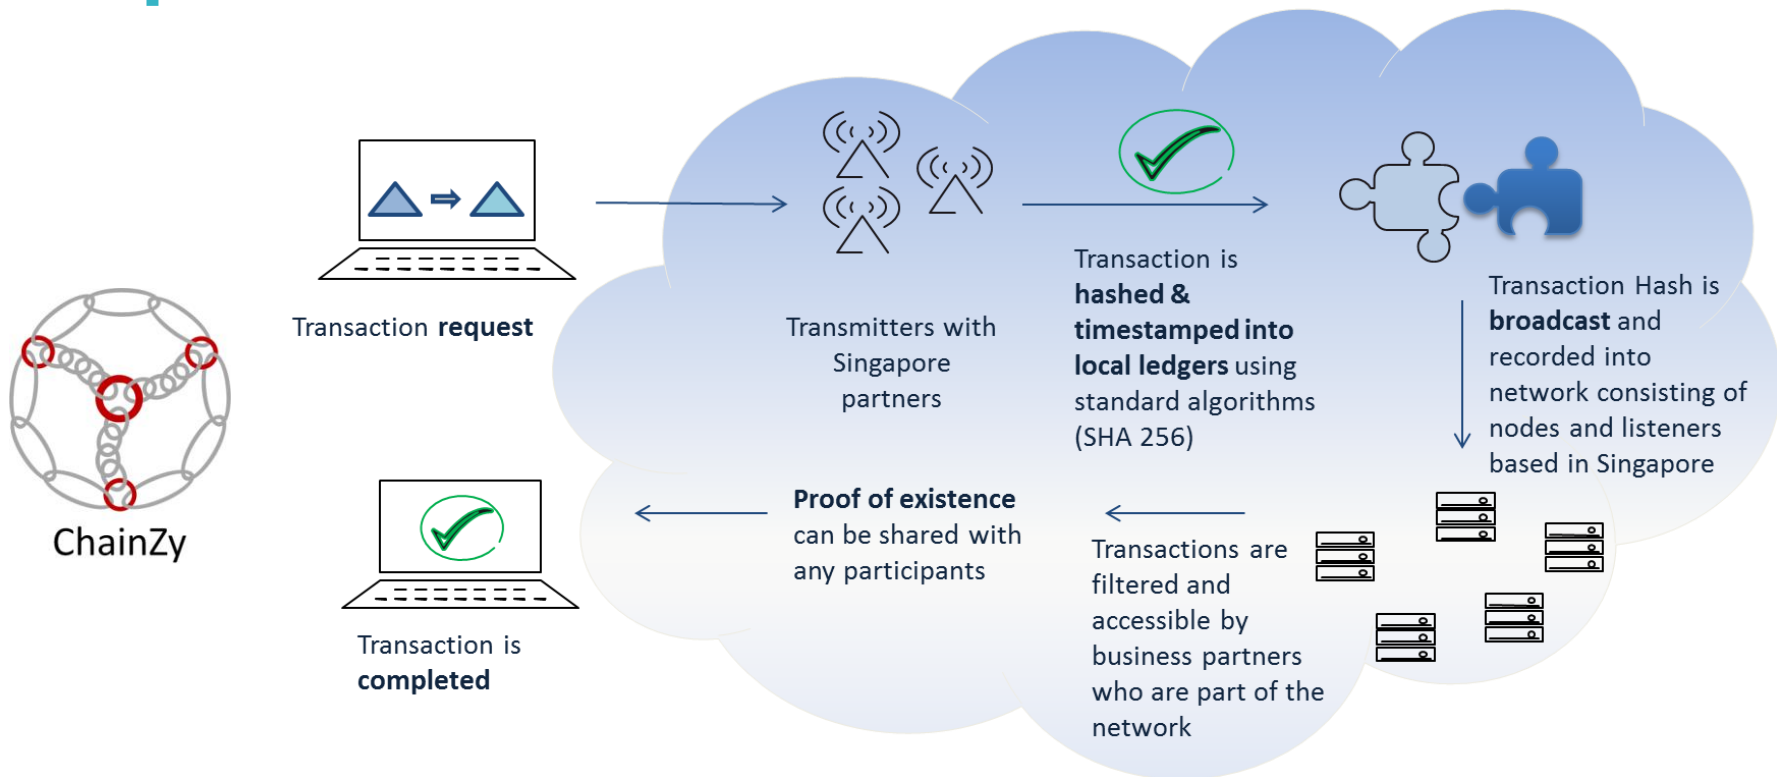 Transaction request
Transmitters with
Singapore
partners
Transaction is
hashed &
timestamped into
local ledgers using
standard algorithms
(SHA 256)
Transaction Hash is
broadcast and
recorded into
network consisting of
nodes and listeners
based in Singapore
ChainZy
Transactions are
filtered and
accessible by
business partners
who are part of the
network
Proof of existence
can be shared with
any participants
Transaction is
completed